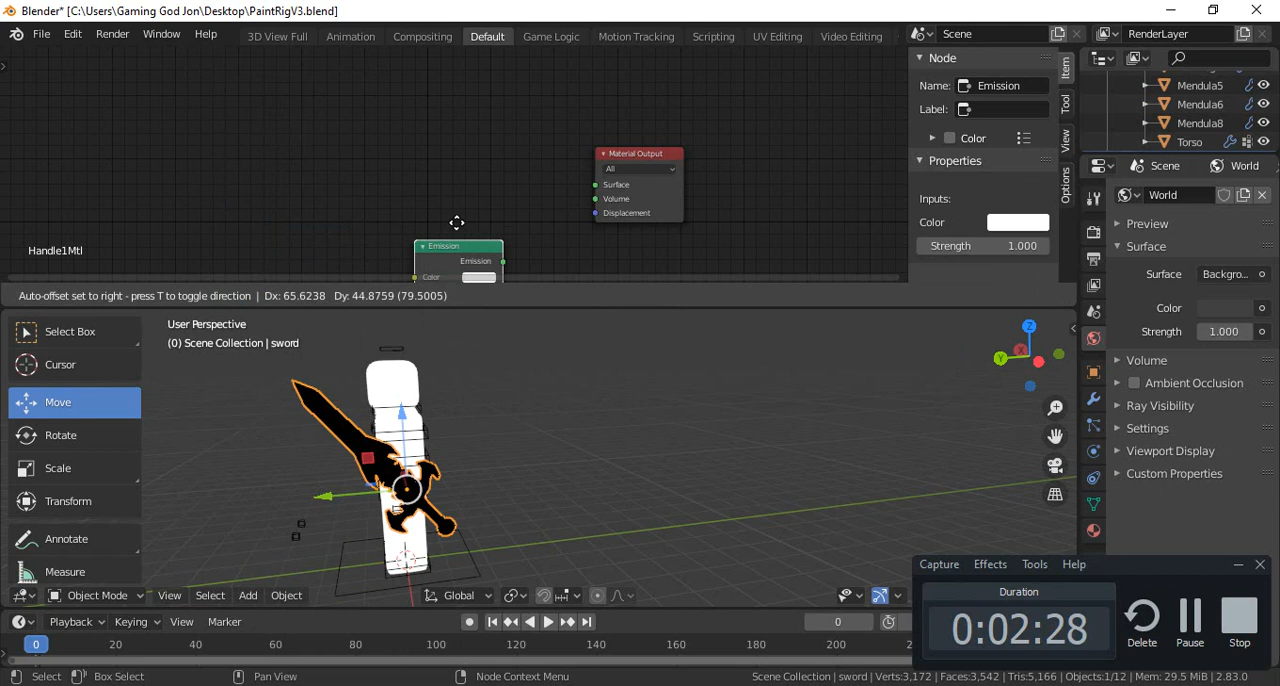 Blender* [C:\Users\Gaming God Jon\Desktop\PaintRigV3.blend]
File Edit Render Window Help 3D View Full Animation Compositing Default Game Logic Motion Tracking Scripting UV Editing Video Editing Scene RenderLayer
Node
Name: Emission
Label:
Color
Properties
Inputs:
Color
Strength 1.000
Item
Tool
View
Options
Mendula5
Mendula6
Mendula8
Torso
Scene World
World
Preview
Surface
Surface Backgro...
Color
Strength 1.000
Volume
Ambient Occlusion
Ray Visibility
Settings
Viewport Display
Custom Properties
Material Output
All
Surface
Volume
Displacement
Emission
Emission
Color
Handle1Mtl
Auto-offset set to right - press T to toggle direction | Dx: 65.6238 Dy: 44.8759 (79.5005)
Select Box
Cursor
Move
Rotate
Scale
Transform
Annotate
Measure
User Perspective
(0) Scene Collection | sword
Z
Y
X
Object Mode View Select Add Object Global
Playback Keying View Marker 0
0 20 40 60 80 100 120 140 160 180 200
Capture Effects Tools Help
Duration
0:02:28
Delete Pause Stop
Select Box Select Pan View Node Context Menu Scene Collection | sword | Verts:3,172 | Faces:3,542 | Tris:5,166 | Objects:1/12 | Mem: 29.5 MiB | 2.83.0